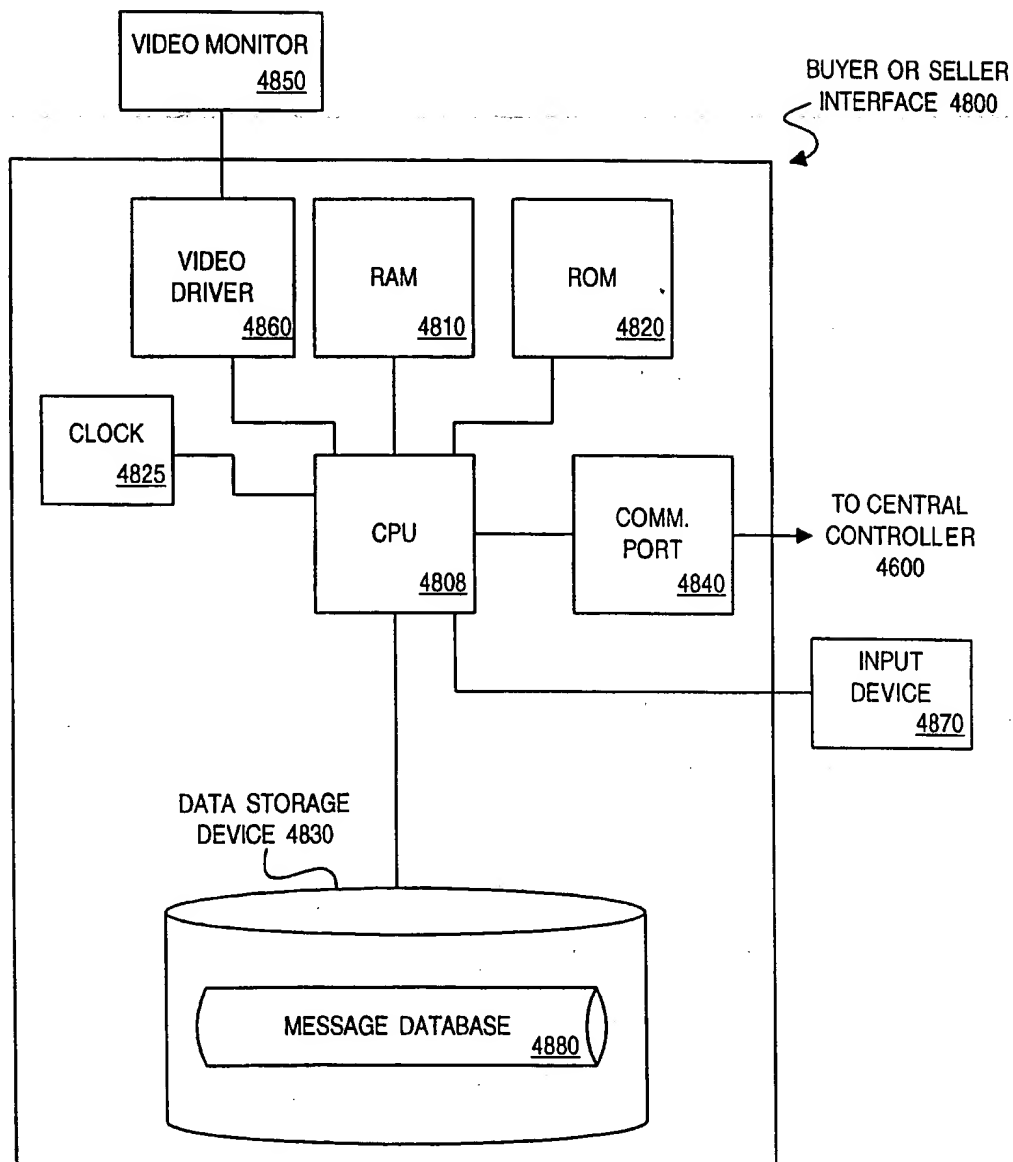 VIDEO MONITOR
4850
BUYER OR SELLER
INTERFACE 4800
VIDEO
DRIVER
4860
RAM
4810
ROM
4820
CLOCK
4825
CPU
4808
COMM.
PORT
4840
TO CENTRAL
CONTROLLER
4600
INPUT
DEVICE
4870
DATA STORAGE
DEVICE 4830
MESSAGE DATABASE
4880